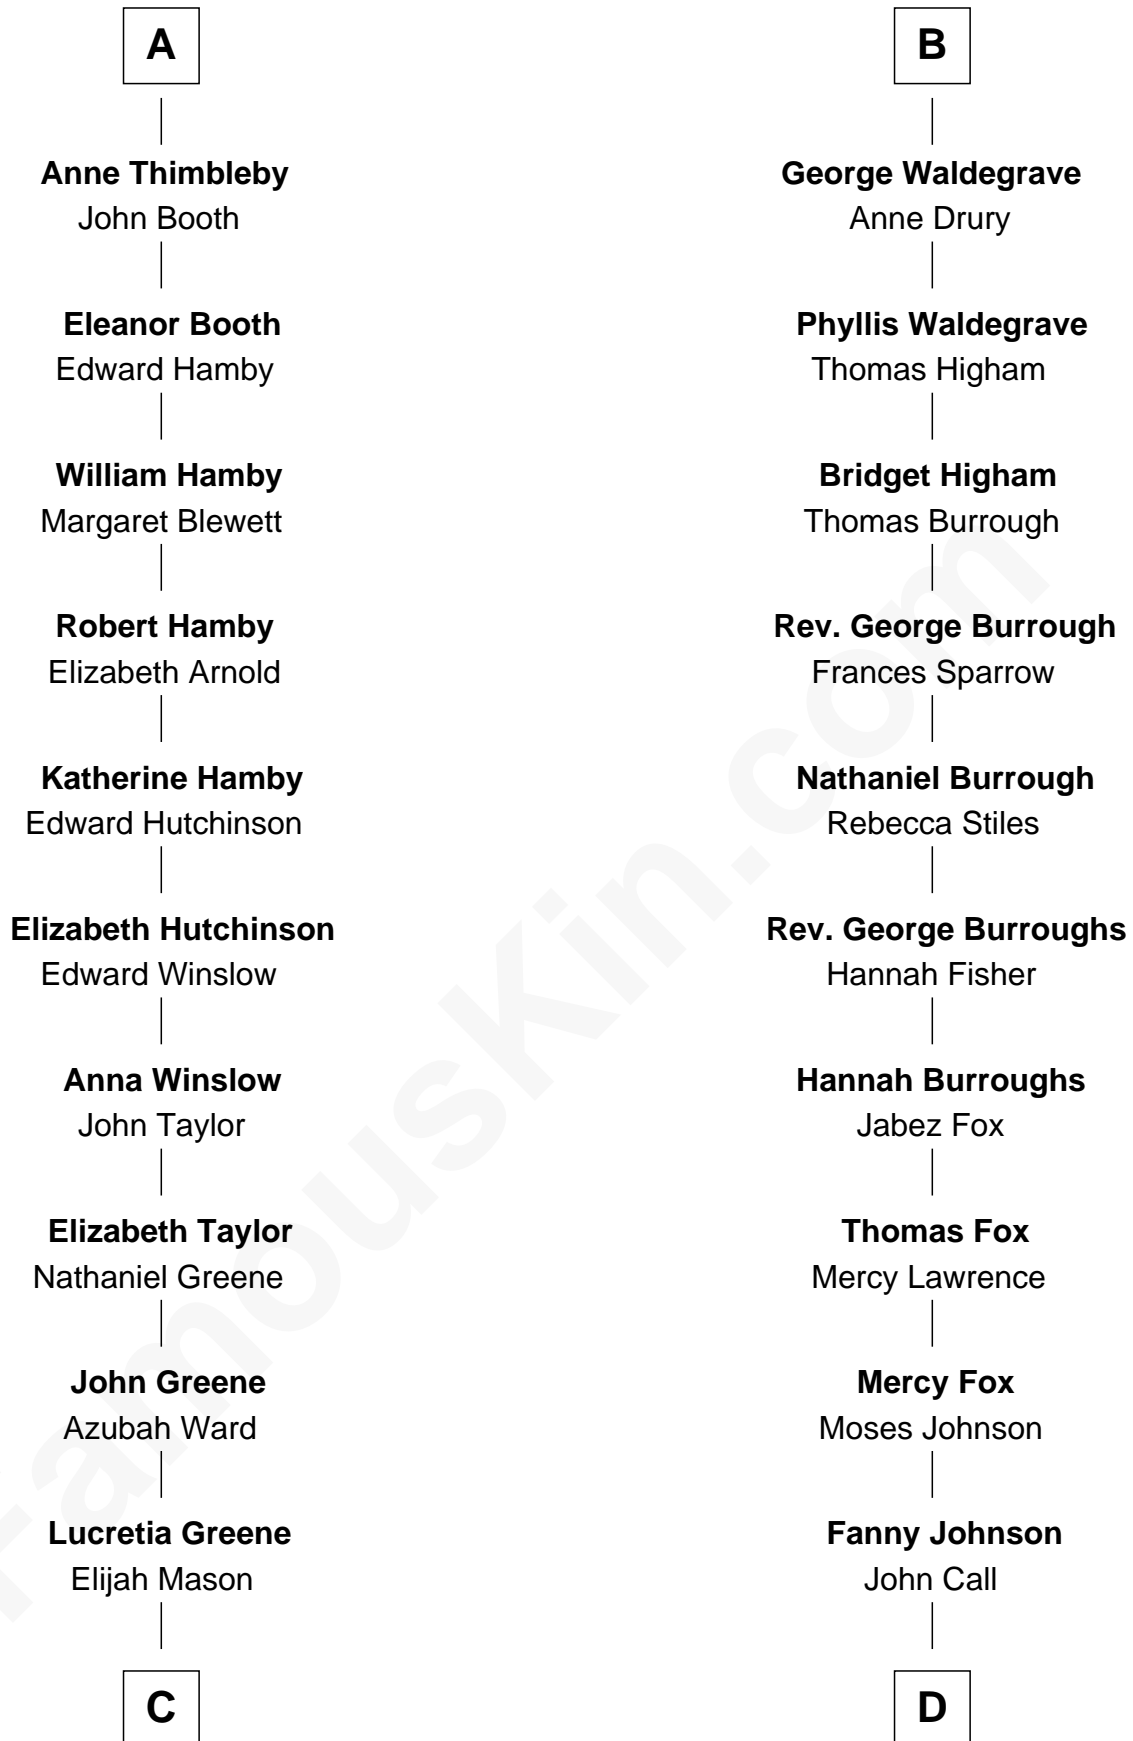 A
Anne Thimbleby
John Booth
Eleanor Booth
Edward Hamby
William Hamby
Margaret Blewett
Robert Hamby
Elizabeth Arnold
Katherine Hamby
Edward Hutchinson
Elizabeth Hutchinson
Edward Winslow
Anna Winslow
John Taylor
Elizabeth Taylor
Nathaniel Greene
John Greene
Azubah Ward
Lucretia Greene
Elijah Mason
C
B
George Waldegrave
Anne Drury
Phyllis Waldegrave
Thomas Higham
Bridget Higham
Thomas Burrough
Rev. George Burrough
Frances Sparrow
Nathaniel Burrough
Rebecca Stiles
Rev. George Burroughs
Hannah Fisher
Hannah Burroughs
Jabez Fox
Thomas Fox
Mercy Lawrence
Mercy Fox
Moses Johnson
Fanny Johnson
John Call
D
FamousKin.com